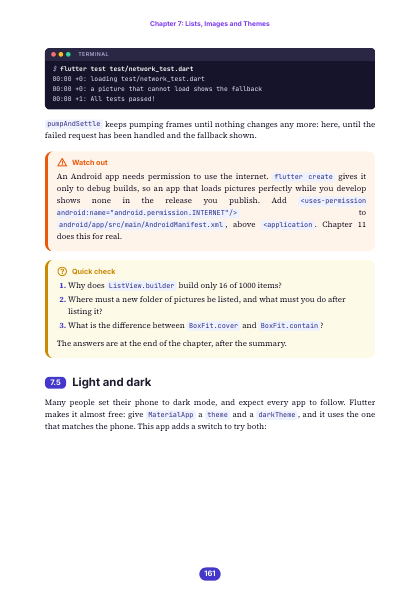 Chapter 7: Lists, Images and Themes
TERMINAL
$ flutter test test/network_test.dart
00:00 +0: loading test/network_test.dart
00:00 +0: a picture that cannot load shows the fallback
00:00 +1: All tests passed!
pumpAndSettle keeps pumping frames until nothing changes any more: here, until the
failed request has been handled and the fallback shown.
Watch out
An Android app needs permission to use the internet. flutter create gives it
only to debug builds, so an app that loads pictures perfectly while you develop
shows none in the release you publish. Add <uses-permission
android:name="android.permission.INTERNET"/> to
android/app/src/main/AndroidManifest.xml, above <application. Chapter 11
does this for real.
Quick check
1. Why does ListView.builder build only 16 of 1000 items?
2. Where must a new folder of pictures be listed, and what must you do after
listing it?
3. What is the difference between BoxFit.cover and BoxFit.contain?
The answers are at the end of the chapter, after the summary.
7.5 Light and dark
Many people set their phone to dark mode, and expect every app to follow. Flutter
makes it almost free: give MaterialApp a theme and a darkTheme, and it uses the one
that matches the phone. This app adds a switch to try both:
161